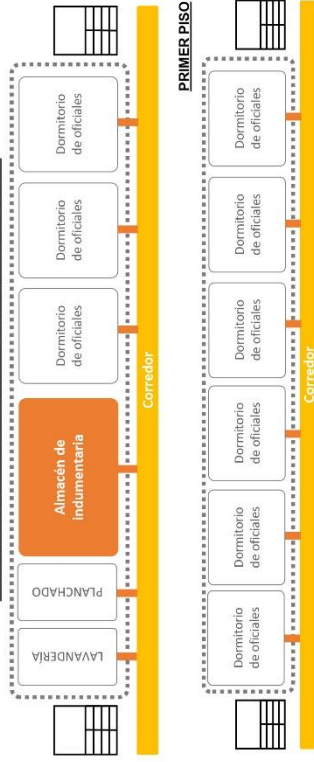 LAVANDERÍA
PLANCHADO
Almacén de
indumentaria
Dormitorio
de oficiales
Dormitorio
de oficiales
Dormitorio
de oficiales
Corredor
PRIMER PISO
Dormitorio
de oficiales
Dormitorio
de oficiales
Dormitorio
de oficiales
Dormitorio
de oficiales
Dormitorio
de oficiales
Dormitorio
de oficiales
Corredor